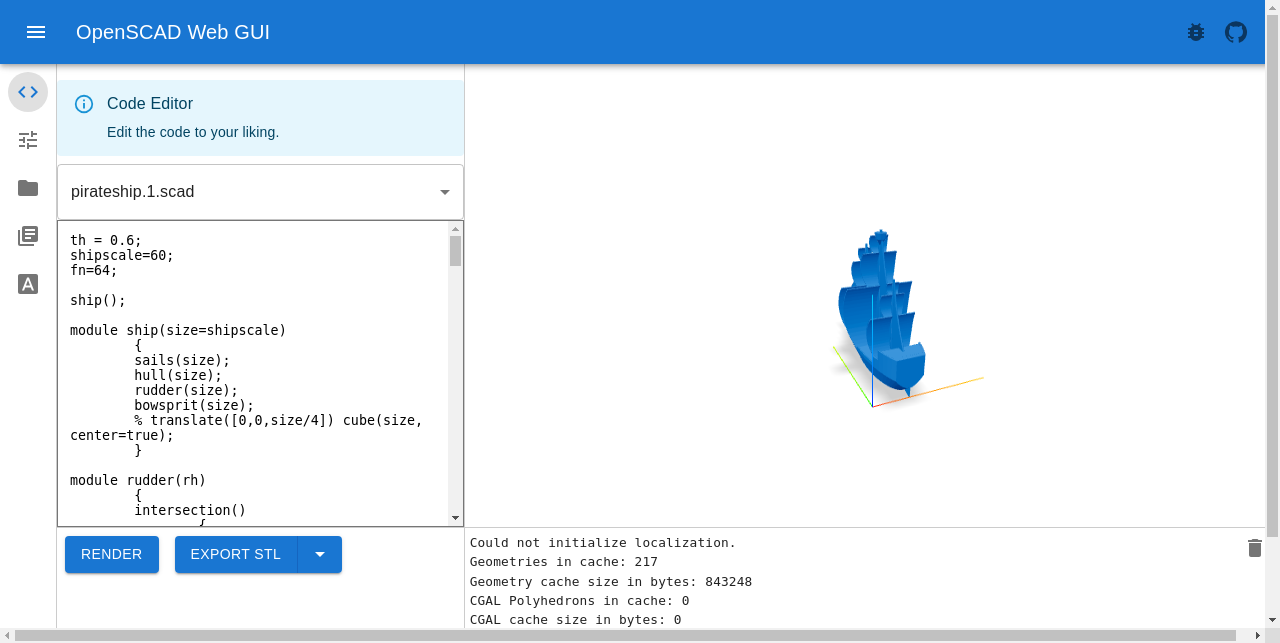 OpenSCAD Web GUI
Code Editor
Edit the code to your liking.
pirateship.1.scad
th = 0.6;
shipscale=60;
fn=64;
ship();
module ship(size=shipscale)
{
sails(size);
hull(size);
rudder(size);
bowsprit(size);
% translate([0,0,size/4]) cube(size,
center=true);
}
module rudder(rh)
{
intersection()
{
RENDER
EXPORT STL
Could not initialize localization.
Geometries in cache: 217
Geometry cache size in bytes: 843248
CGAL Polyhedrons in cache: 0
CGAL cache size in bytes: 0